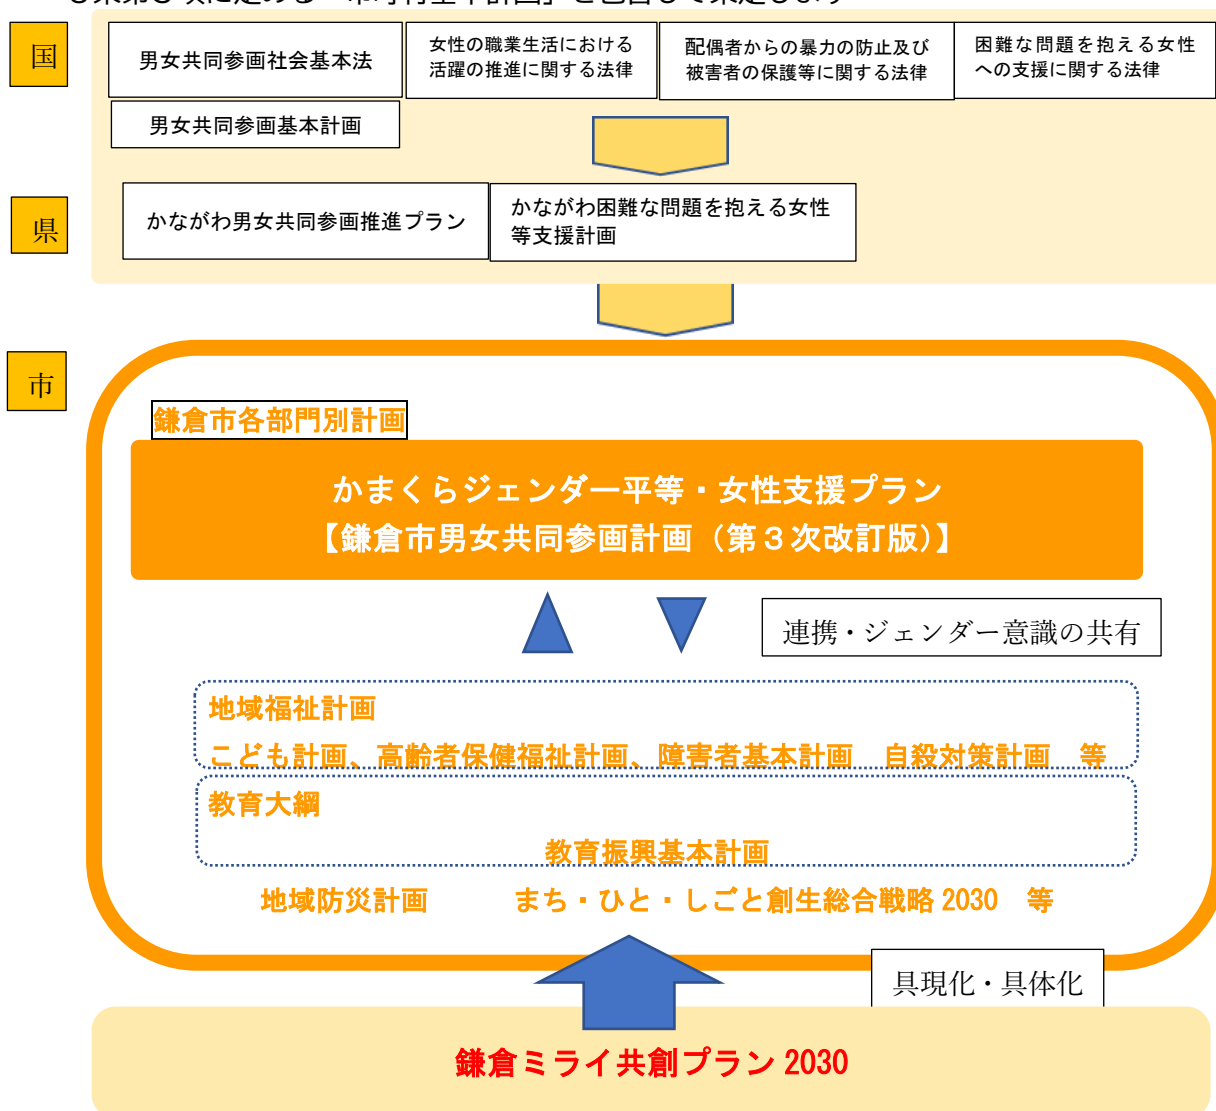 国
男女共同参画社会基本法
女性の職業生活における
活躍の推進に関する法律
配偶者からの暴力の防止及び
被害者の保護等に関する法律
困難な問題を抱える女性
への支援に関する法律
男女共同参画基本計画
県
かながわ男女共同参画推進プラン
かながわ困難な問題を抱える女性
等支援計画
市
鎌倉市各部門別計画
かまくらジェンダー平等・女性支援プラン
【鎌倉市男女共同参画計画（第３次改訂版）】
連携・ジェンダー意識の共有
地域福祉計画
こども計画、高齢者保健福祉計画、障害者基本計画　自殺対策計画　等
教育大綱
教育振興基本計画
地域防災計画　　　まち・ひと・しごと創生総合戦略 2030　等
具現化・具体化
鎌倉ミライ共創プラン 2030